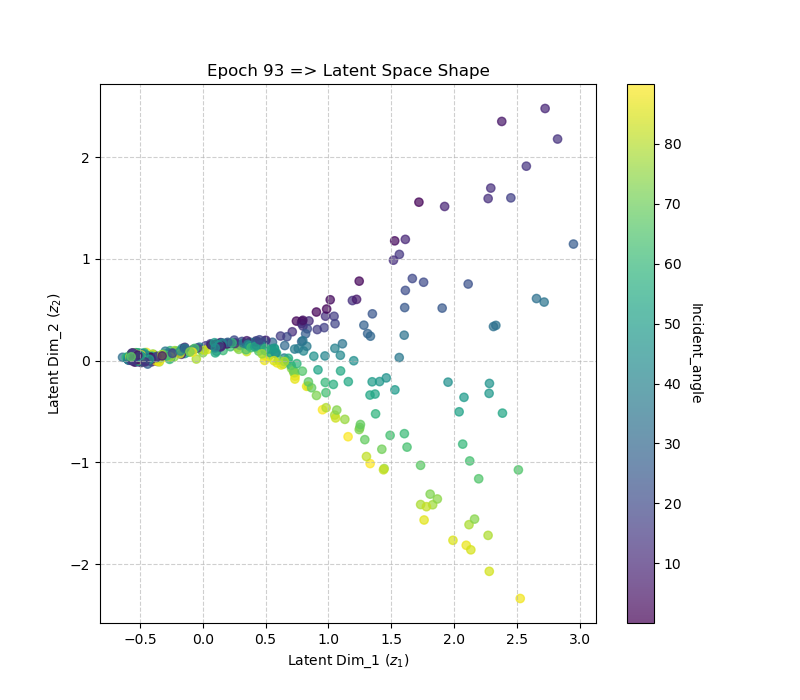 Epoch 93 => Latent Space Shape
2
1
0
−1
−2
Latent Dim_2 (z₂)
−0.5 0.0 0.5 1.0 1.5 2.0 2.5 3.0
Latent Dim_1 (z₁)
80
70
60
50
40
30
20
10
Incident_angle